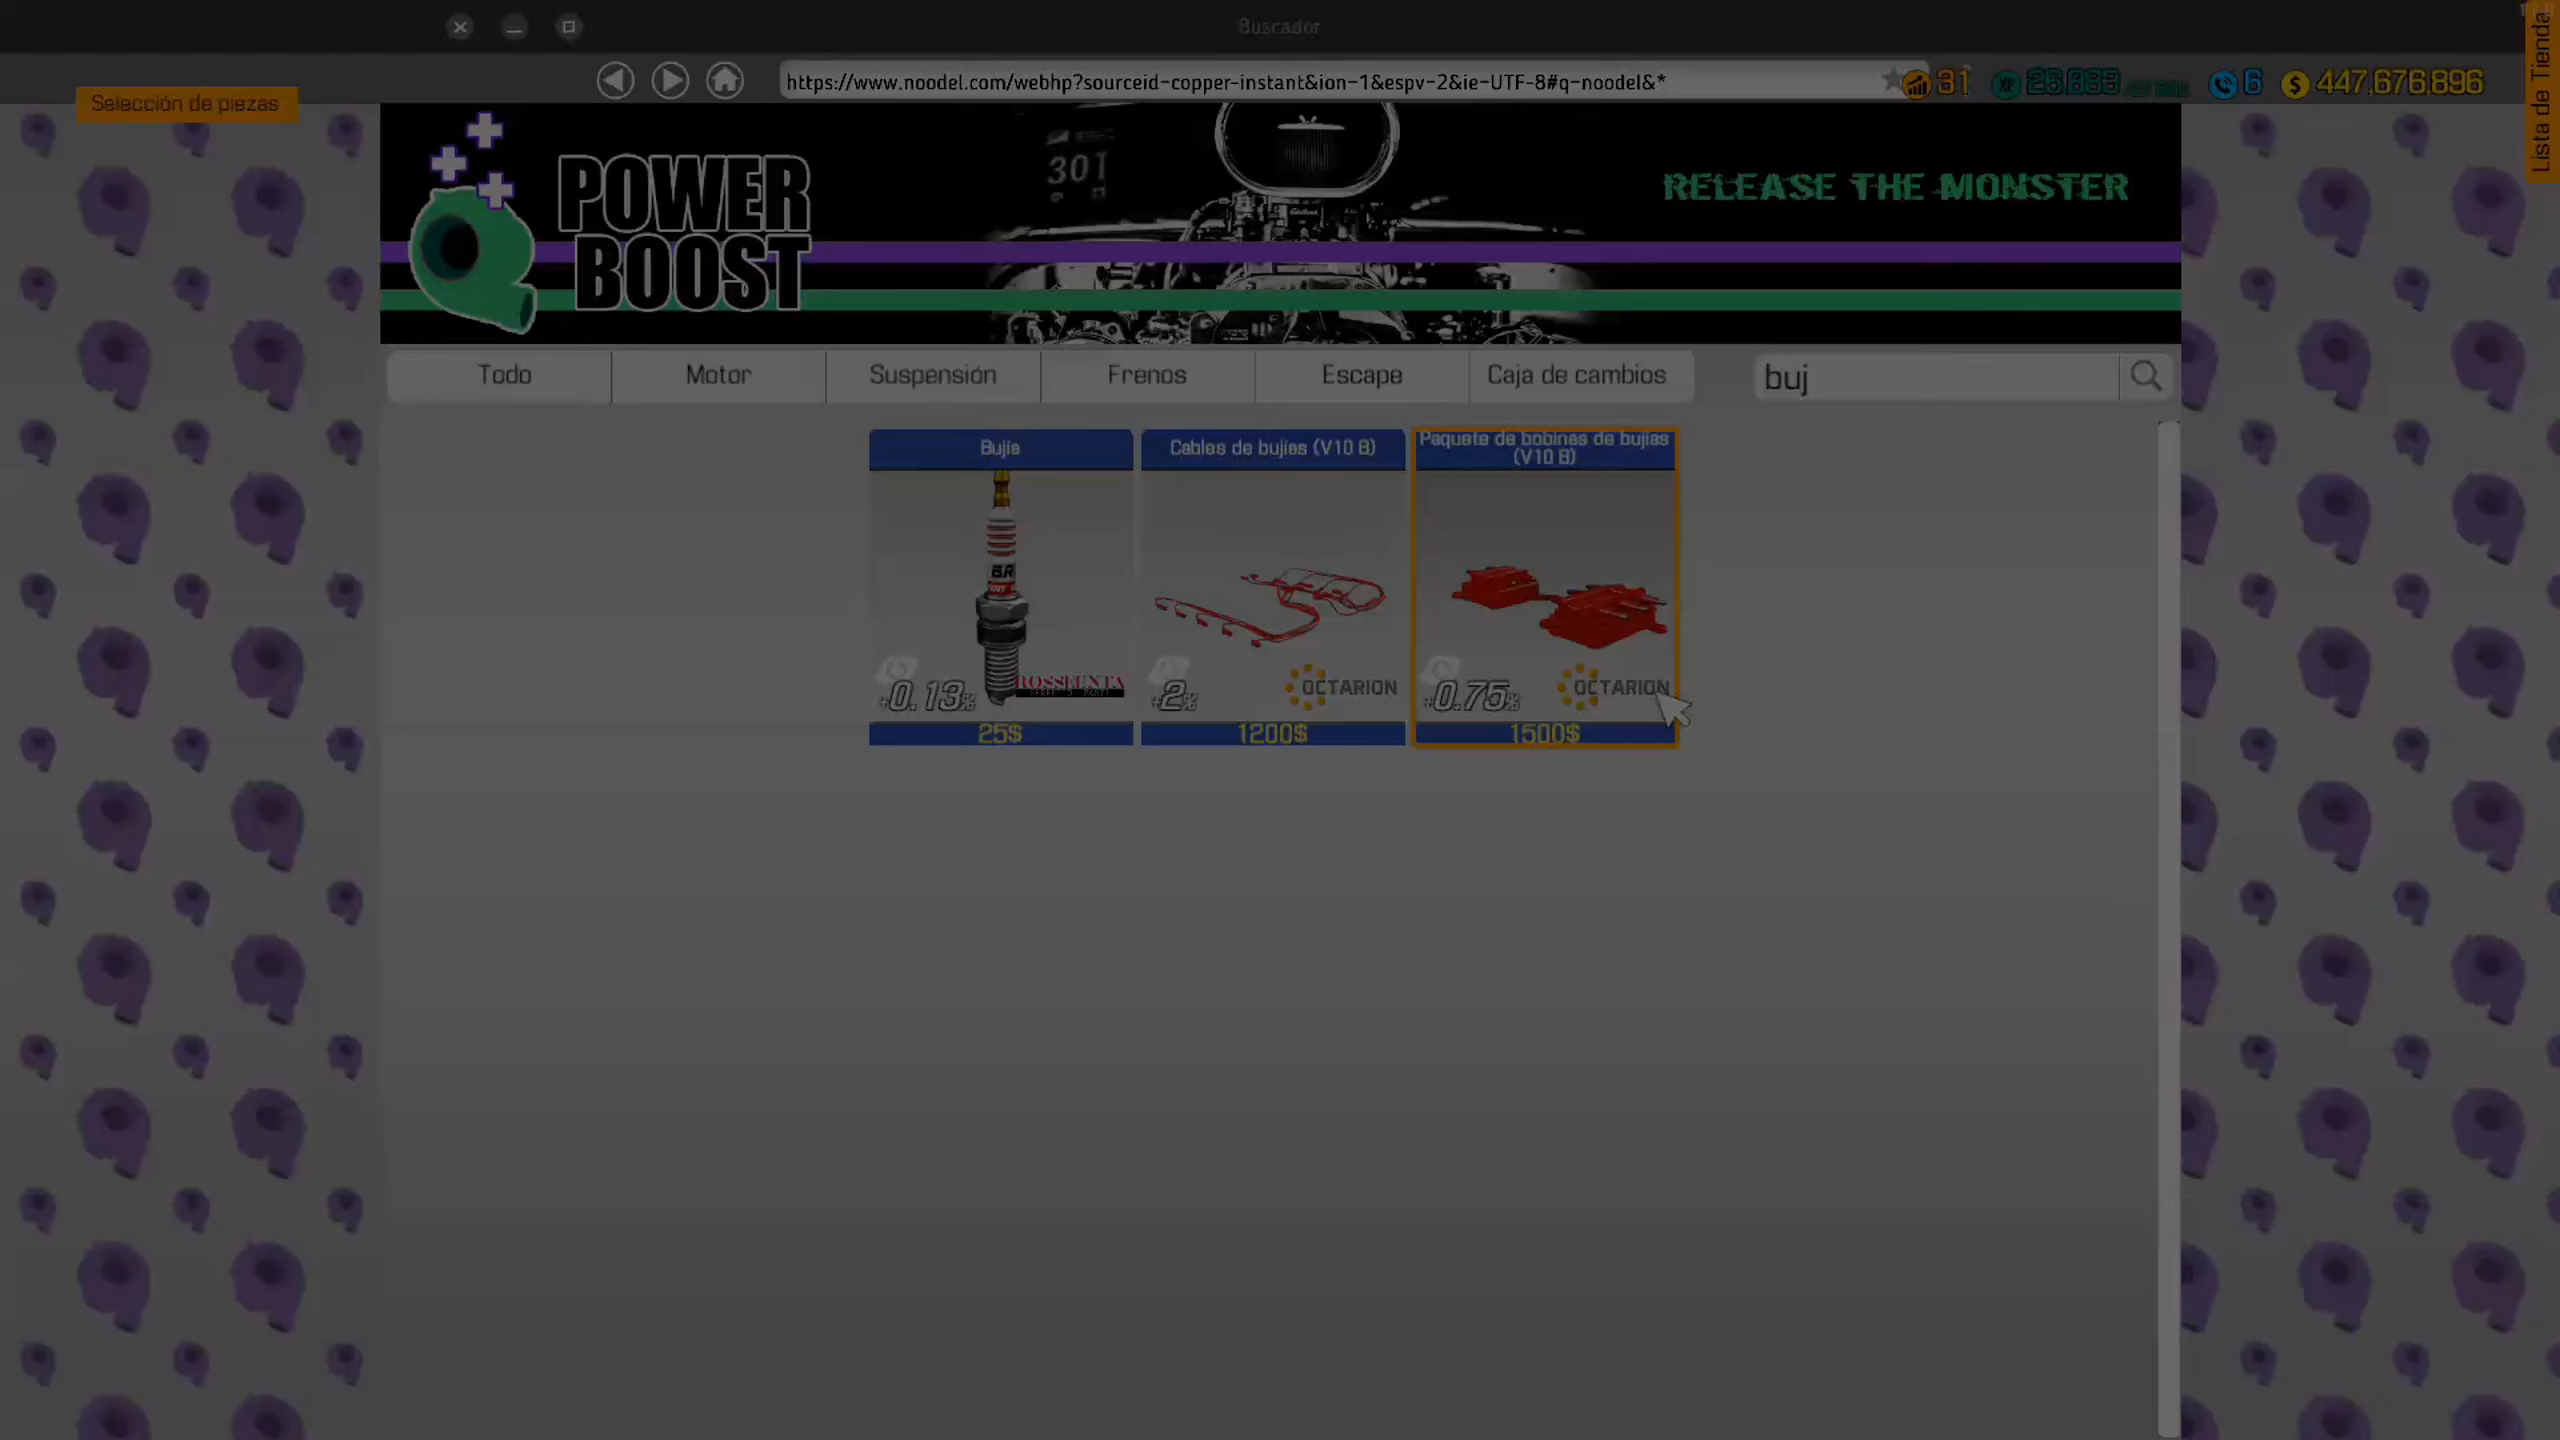 Buscador
https://www.noodel.com/webhp?sourceid-copper-instant&ion-1&espv-2&ie-UTF-8#q-noodel&*
31
6
447,676,896
Lista de Tienda
Selección de piezas
POWER
BOOST
301
RELEASE THE MONSTER
Todo
Motor
Suspensión
Frenos
Escape
Caja de cambios
buj
Bujía
Cables de bujías (V10 B)
Paquete de bobinas de bujías
(V10 B)
+0.13%
+2%
OCTARION
+0.75%
OCTARION
25$
1200$
1500$